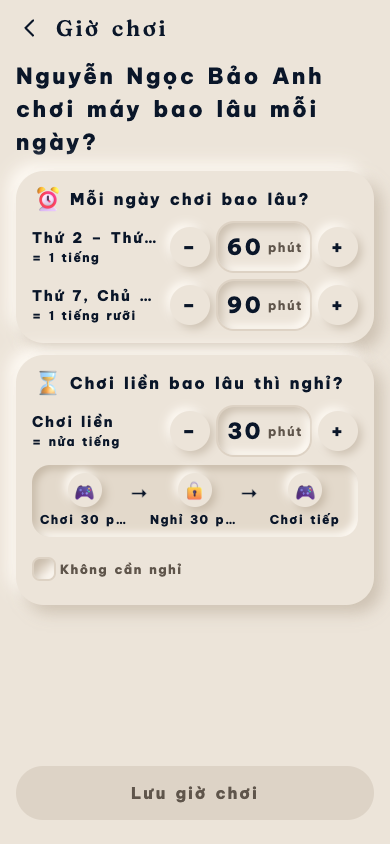 Giờ chơi
Nguyễn Ngọc Bảo Anh
chơi máy bao lâu mỗi
ngày?
Mỗi ngày chơi bao lâu?
Thứ 2 – Thứ...
= 1 tiếng
−
60 phút
+
Thứ 7, Chủ ...
= 1 tiếng rưỡi
−
90 phút
+
Chơi liền bao lâu thì nghỉ?
Chơi liền
= nửa tiếng
−
30 phút
+
Chơi 30 p...
→
Nghỉ 30 p...
→
Chơi tiếp
Không cần nghỉ
Lưu giờ chơi